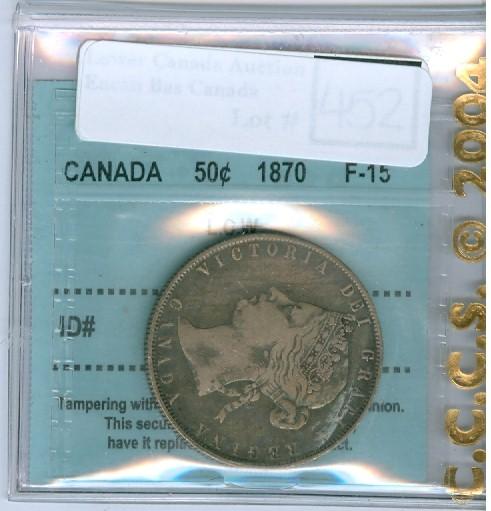 Lower Canada Auction
Encan Bas Canada
Lot # 452
CANADA 50¢ 1870 F-15
L.C.W.
VICTORIA DEI GRATIA REGINA CANADA
ID#
Tampering with
This secu
have it repl
C.C.C.S. © 2004